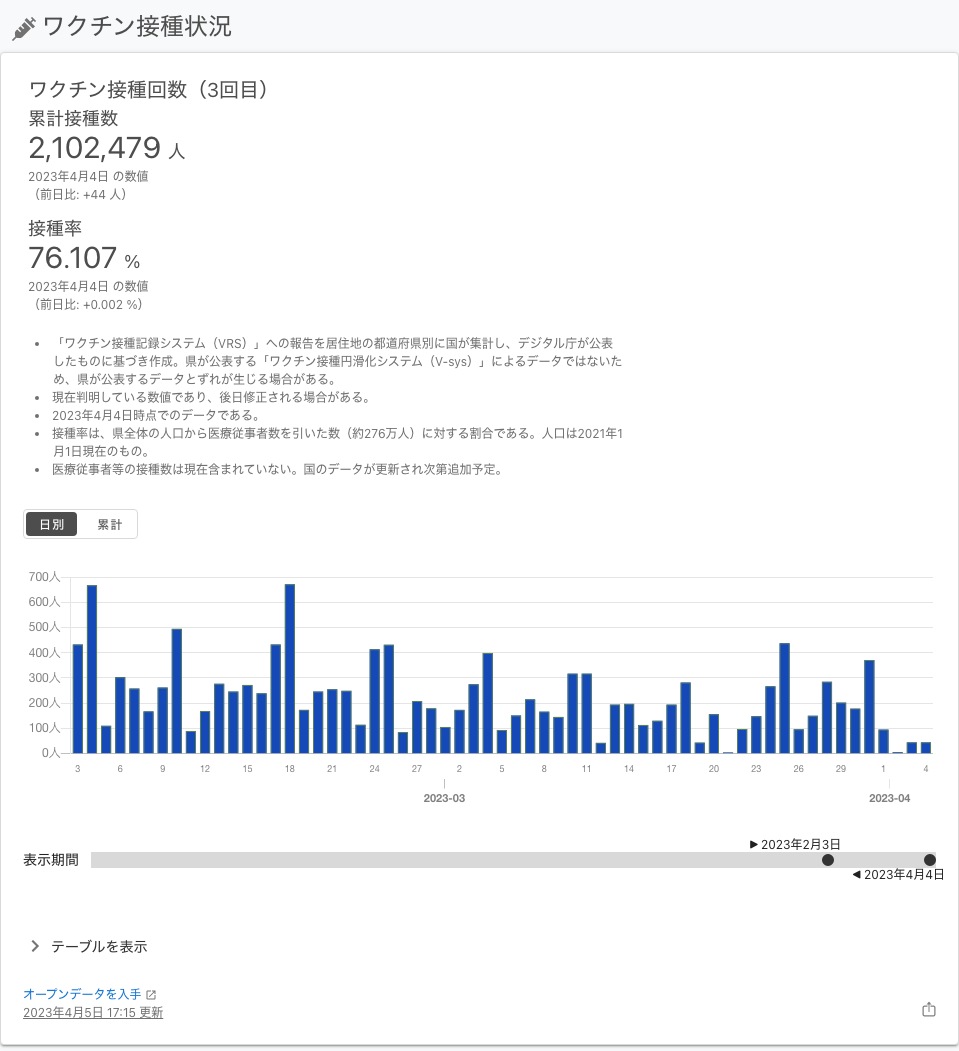 ワクチン接種状況
ワクチン接種回数（3回目）
累計接種数
2,102,479 人
2023年4月4日 の数値
（前日比: +44 人）
接種率
76.107 %
2023年4月4日 の数値
（前日比: +0.002 %）
• 「ワクチン接種記録システム（VRS）」への報告を居住地の都道府県別に国が集計し、デジタル庁が公表
したものに基づき作成。県が公表する「ワクチン接種円滑化システム（V-sys）」によるデータではないた
め、県が公表するデータとずれが生じる場合がある。
• 現在判明している数値であり、後日修正される場合がある。
• 2023年4月4日時点でのデータである。
• 接種率は、県全体の人口から医療従事者数を引いた数（約276万人）に対する割合である。人口は2021年1
月1日現在のもの。
• 医療従事者等の接種数は現在含まれていない。国のデータが更新され次第追加予定。
日別 累計
700人
600人
500人
400人
300人
200人
100人
0人
3 6 9 12 15 18 21 24 27 2 5 8 11 14 17 20 23 26 29 1 4
2023-03 2023-04
▶ 2023年2月3日
表示期間
◀ 2023年4月4日
テーブルを表示
オープンデータを入手
2023年4月5日 17:15 更新